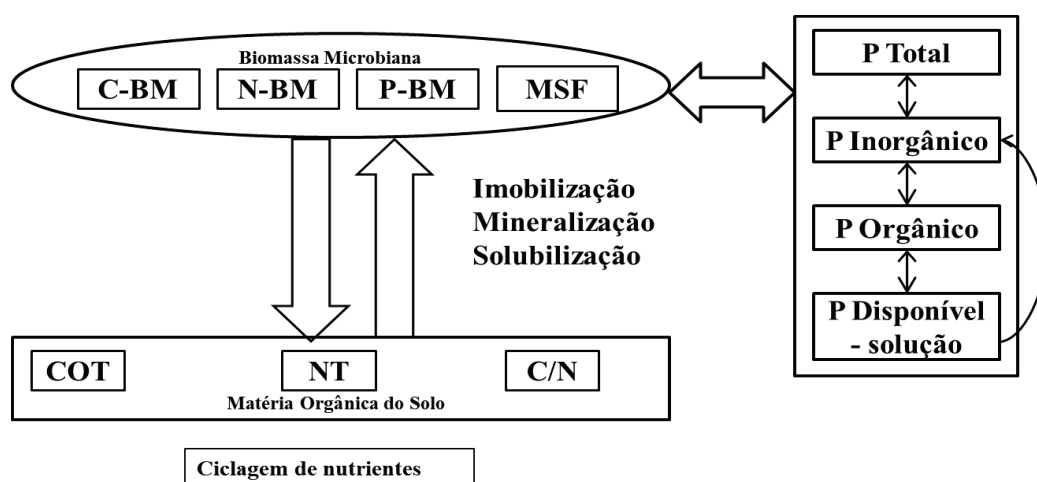 Biomassa Microbiana
C-BM
N-BM
P-BM
MSF
Imobilização
Mineralização
Solubilização
P Total
P Inorgânico
P Orgânico
P Disponível
- solução
COT
NT
C/N
Matéria Orgânica do Solo
Ciclagem de nutrientes